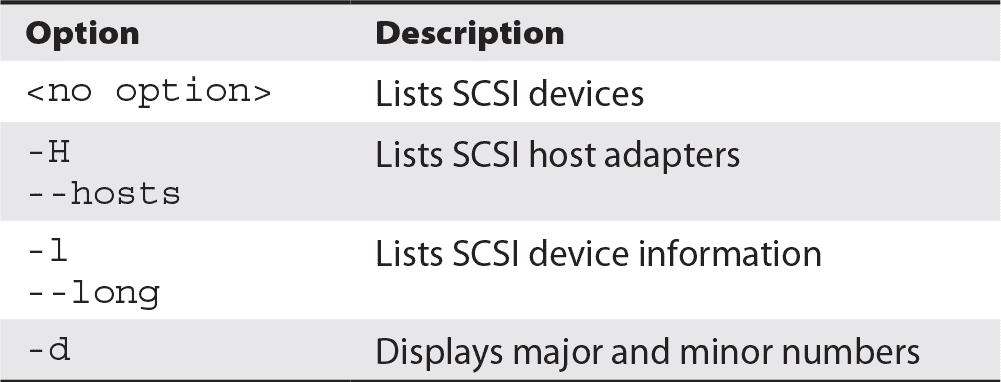 Option Description
<no option> Lists SCSI devices
-H Lists SCSI host adapters
--hosts
-l Lists SCSI device information
--long
-d Displays major and minor numbers